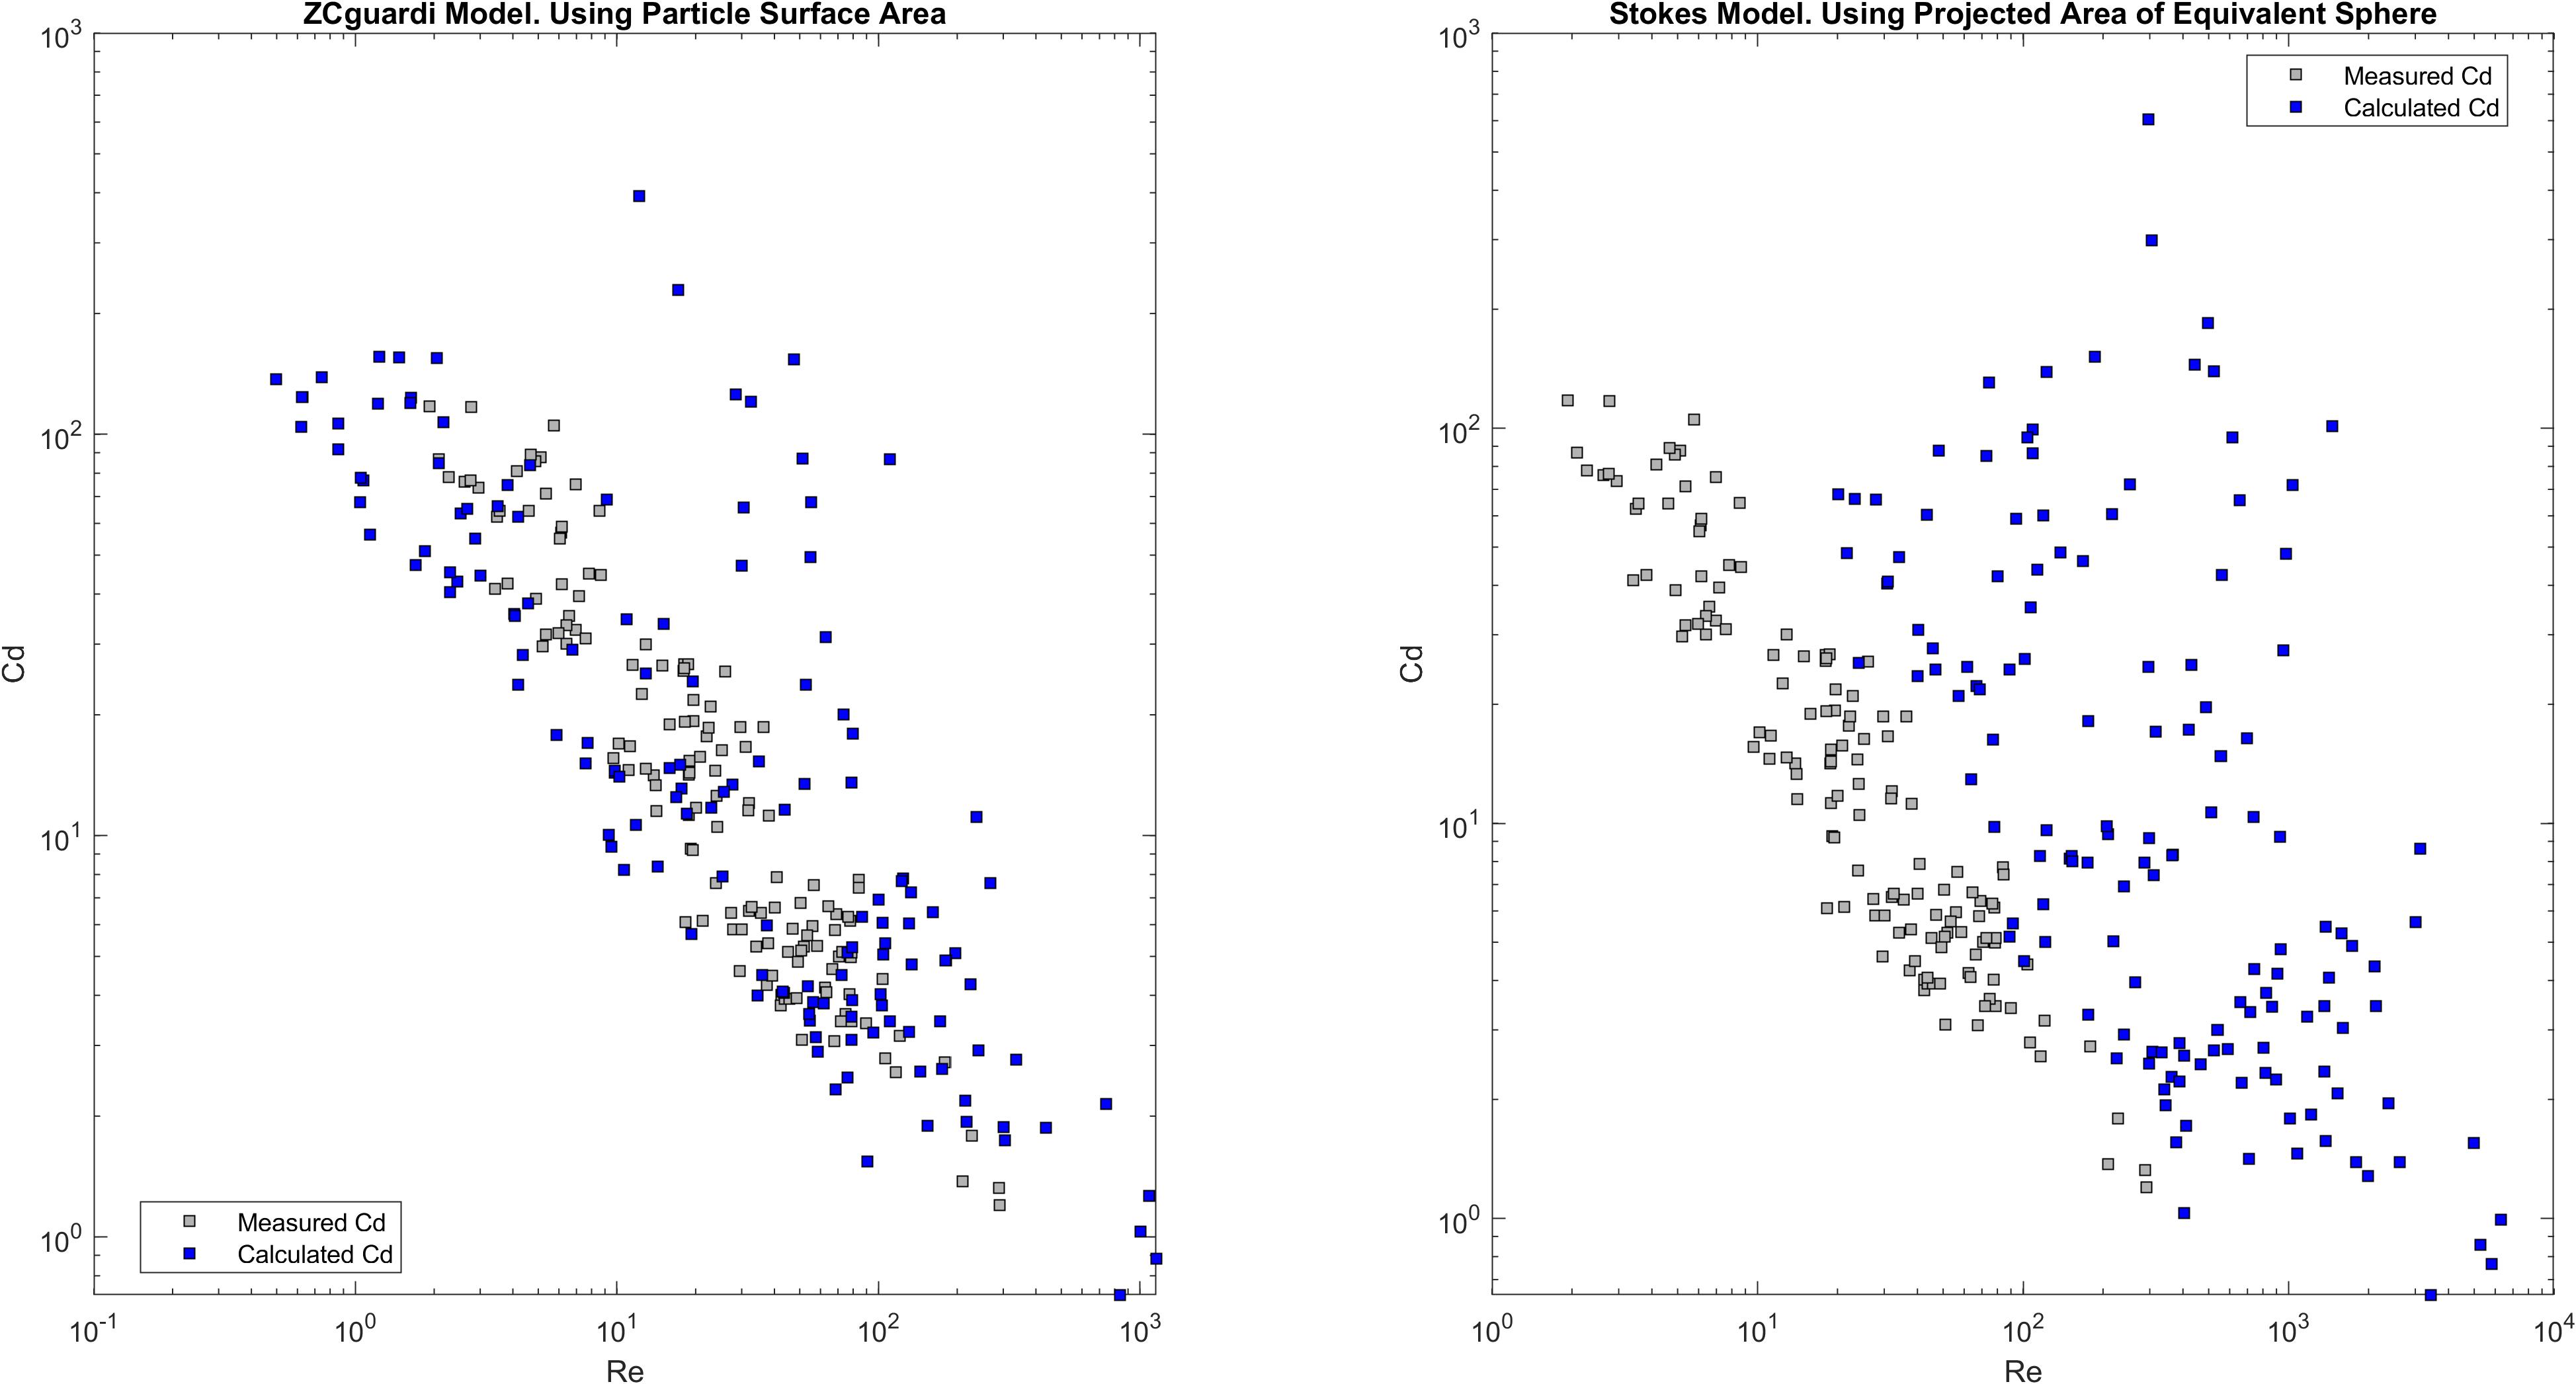 ZCguardi Model. Using Particle Surface Area
10^3
10^2
10^1
10^0
Cd
Measured Cd
Calculated Cd
10^-1
10^0
10^1
10^2
10^3
Re
Stokes Model. Using Projected Area of Equivalent Sphere
10^3
Measured Cd
Calculated Cd
10^2
10^1
10^0
Cd
10^0
10^1
10^2
10^3
10^4
Re